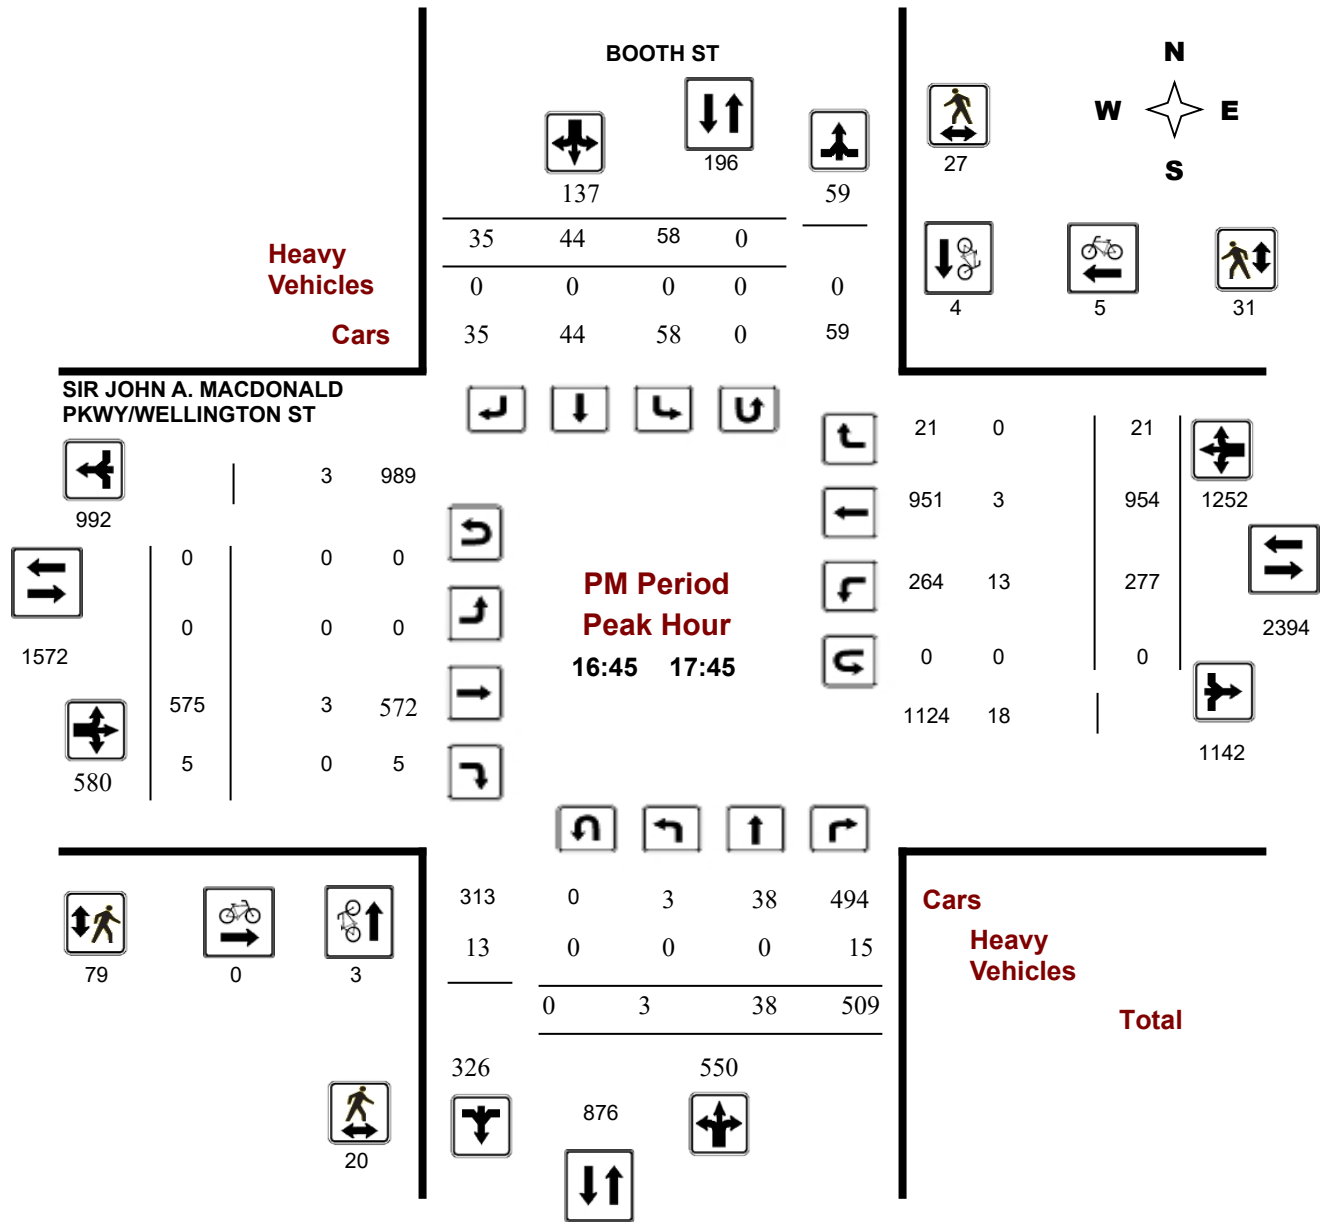 BOOTH ST
N
W E
S
196
137
59
27
35 44 58 0
Heavy
Vehicles
0 0 0 0 0
4 5 31
Cars
35 44 58 0 59
SIR JOHN A. MACDONALD
PKWY/WELLINGTON ST
21 0 21
3 989
951 3 954 1252
992
0 0 0
PM Period
264 13 277
Peak Hour
0 0 0
2394
1572
16:45 17:45
0 0 0
575 3 572
1124 18
1142
5 0 5
580
313 0 3 38 494
Cars
13 0 0 0 15
Heavy
Vehicles
79 0 3
0 3 38 509
Total
326 550
876
20